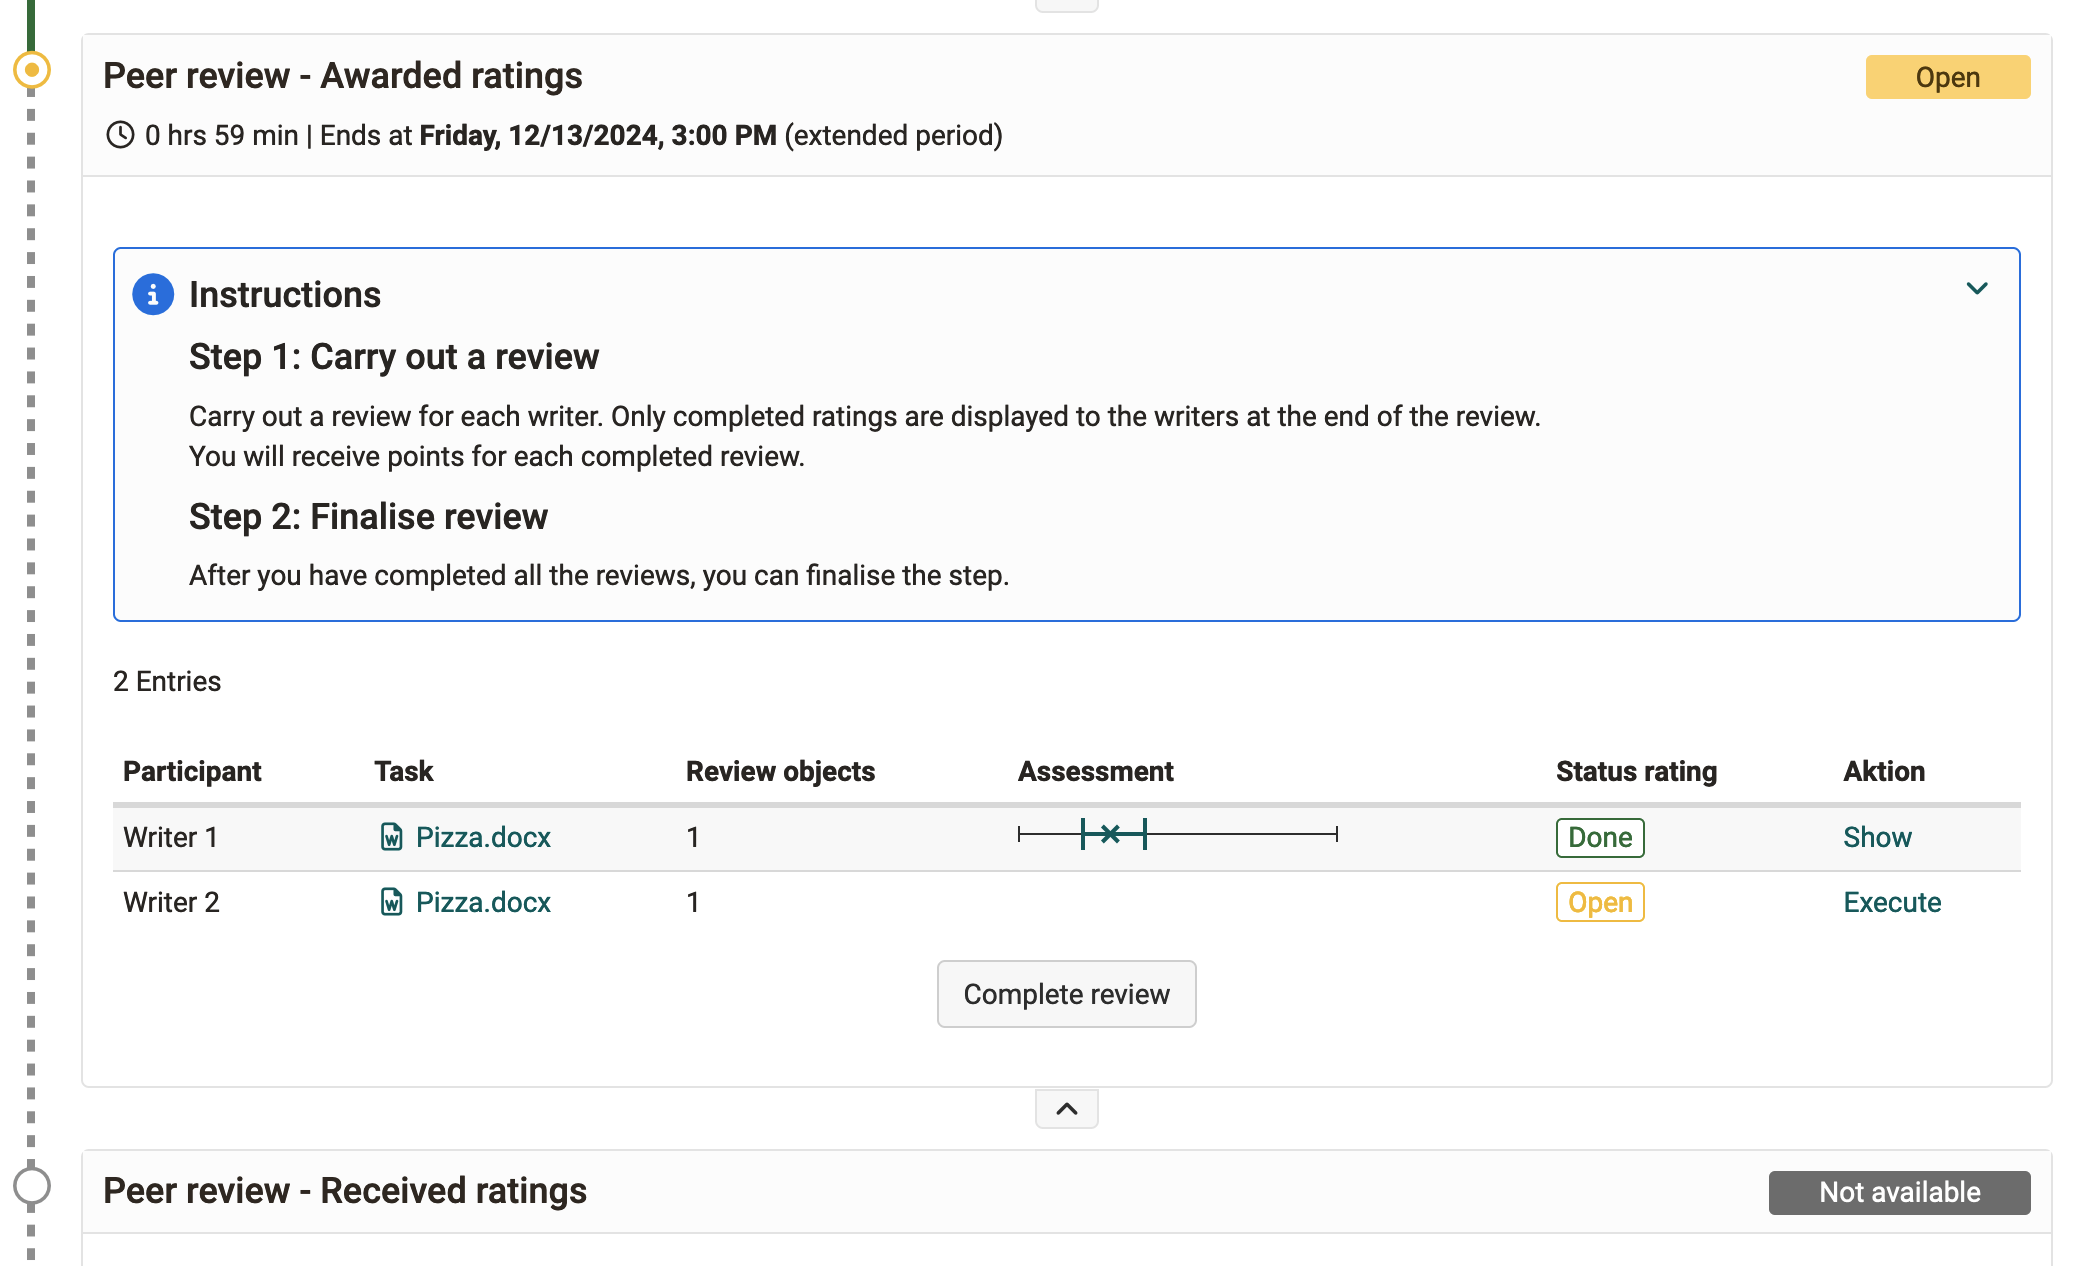 Peer review - Awarded ratings
Open
0 hrs 59 min | Ends at Friday, 12/13/2024, 3:00 PM (extended period)
Instructions
Step 1: Carry out a review
Carry out a review for each writer. Only completed ratings are displayed to the writers at the end of the review.
You will receive points for each completed review.
Step 2: Finalise review
After you have completed all the reviews, you can finalise the step.
2 Entries
Participant Task Review objects Assessment Status rating Aktion
Writer 1 Pizza.docx 1 Done Show
Writer 2 Pizza.docx 1 Open Execute
Complete review
Peer review - Received ratings
Not available